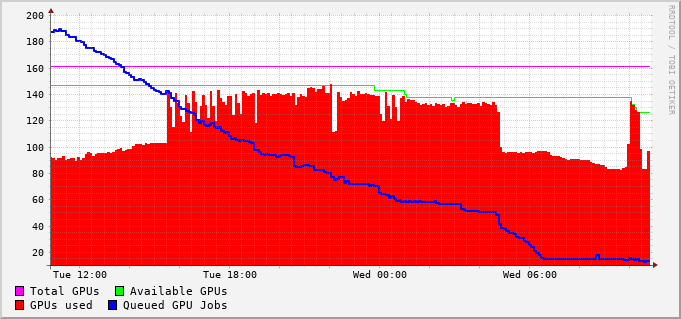 200
180
160
140
120
100
80
60
40
20
Tue 12:00 Tue 18:00 Wed 00:00 Wed 06:00
Total GPUs Available GPUs
GPUs used Queued GPU Jobs
RRDTOOL / TOBI OETIKER